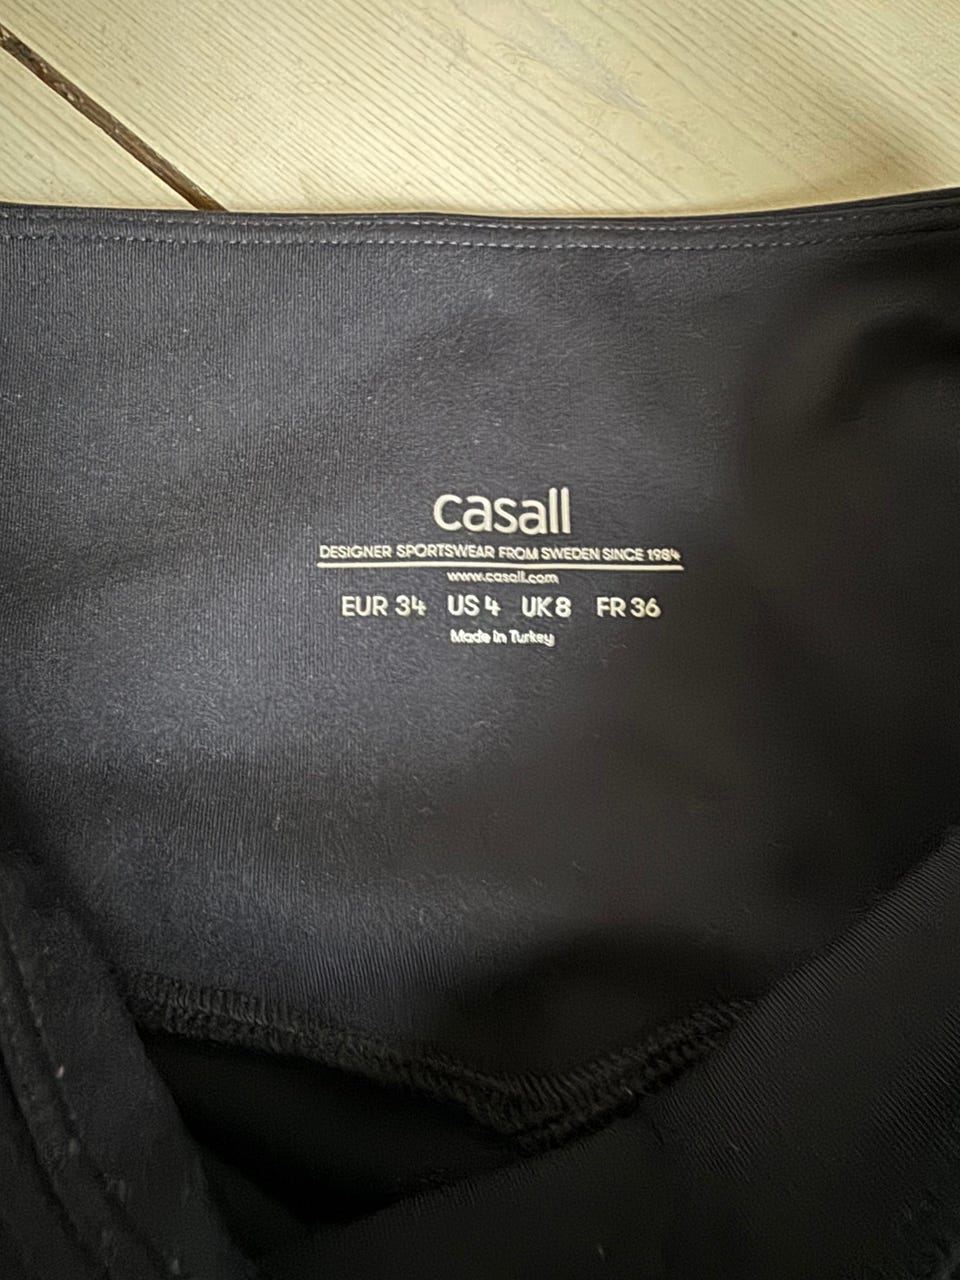 casall
DESIGNER SPORTSWEAR FROM SWEDEN SINCE 1984
www.casall.com
EUR 34 US 4 UK 8 FR 36
Made in Turkey